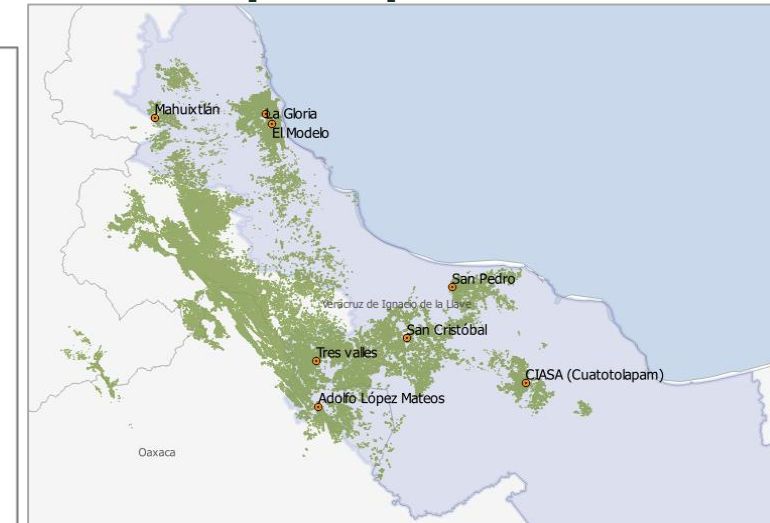 Mahuixtlán
La Gloria
El Modelo
San Pedro
Veracruz de Ignacio de la Llave
San Cristóbal
Tres valles
CIASA (Cuatotolapam)
Adolfo López Mateos
Oaxaca